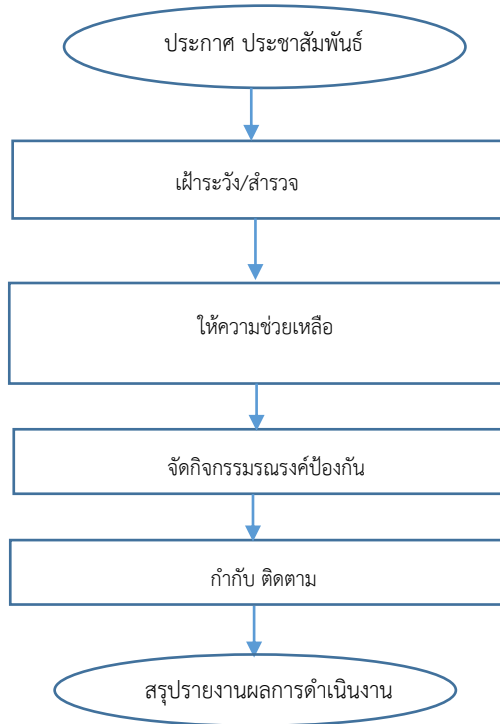 ประกาศ ประชาสัมพันธ์
เฝ้าระวัง/สำรวจ
ให้ความช่วยเหลือ
จัดกิจกรรมรณรงค์ป้องกัน
กำกับ ติดตาม
สรุปรายงานผลการดำเนินงาน